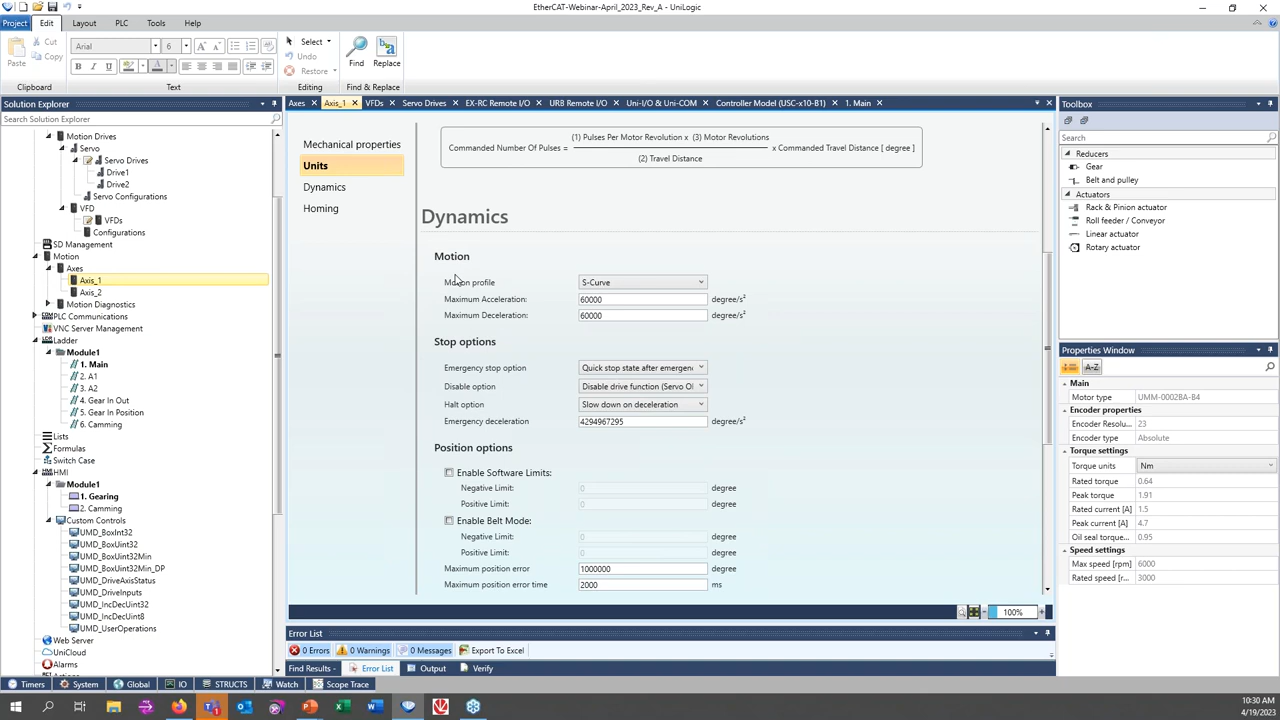 EtherCAT-Webinar-April_2023_Rev_A - UniLogic
Project
Edit
Layout
PLC
Tools
Help
Paste
Cut
Copy
Clipboard
Arial
6
Text
Select
Undo
Restore
Editing
Find
Replace
Find & Replace
Solution Explorer
Search Solution Explorer
Motion Drives
Servo
Servo Drives
Drive1
Drive2
Servo Configurations
VFD
VFDs
Configurations
SD Management
Motion
Axes
Axis_1
Axis_2
Motion Diagnostics
PLC Communications
VNC Server Management
Ladder
Module1
1. Main
2. A1
3. A2
4. Gear In Out
5. Gear In Position
6. Camming
Lists
Formulas
Switch Case
HMI
Module1
1. Gearing
2. Camming
Custom Controls
UMD_BoxInt32
UMD_BoxUint32
UMD_BoxUint32Min
UMD_BoxUint32Min_DP
UMD_DriveAxisStatus
UMD_DriveInputs
UMD_IncDecUint32
UMD_IncDecUint8
UMD_UserOperations
Web Server
UniCloud
Alarms
Axes
Axis_1
VFDs
Servo Drives
EX-RC Remote I/O
URB Remote I/O
Uni-I/O & Uni-COM
Controller Model (USC-x10-B1)
1. Main
Mechanical properties
Units
Dynamics
Homing
(1) Pulses Per Motor Revolution x (3) Motor Revolutions
Commanded Number Of Pulses =
x Commanded Travel Distance [ degree ]
(2) Travel Distance
Dynamics
Motion
Motion profile
S-Curve
Maximum Acceleration:
60000
degree/s²
Maximum Deceleration:
60000
degree/s²
Stop options
Emergency stop option
Quick stop state after emergen
Disable option
Disable drive function (Servo O
Halt option
Slow down on deceleration
Emergency deceleration
4294967295
degree/s²
Position options
Enable Software Limits:
Negative Limit:
0
degree
Positive Limit:
0
degree
Enable Belt Mode:
Negative Limit:
0
degree
Positive Limit:
0
degree
Maximum position error
1000000
degree
Maximum position error time
2000
ms
100%
Error List
0 Errors
0 Warnings
0 Messages
Export To Excel
Find Results -
Error List
Output
Verify
Toolbox
Search
Reducers
Gear
Belt and pulley
Actuators
Rack & Pinion actuator
Roll feeder / Conveyor
Linear actuator
Rotary actuator
Properties Window
A-Z
Main
Motor type
UMM-0002BA-B4
Encoder properties
Encoder Resolu...
23
Encoder type
Absolute
Torque settings
Torque units
Nm
Rated torque
0.64
Peak torque
1.91
Rated current [A]
1.5
Peak current [A]
4.7
Oil seal torque...
0.95
Speed settings
Max speed [rpm]
6000
Rated speed [r...
3000
Timers
System
Global
IO
STRUCTS
Watch
Scope Trace
10:30 AM
4/19/2023